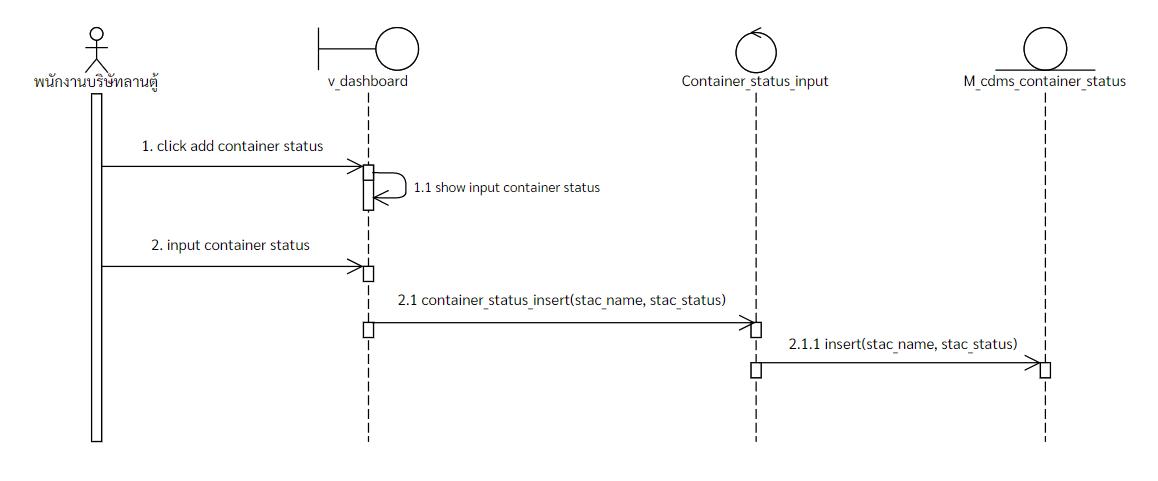 พนักงานบริษัทลานตู้
v_dashboard
Container_status_input
M_cdms_container_status
1. click add container status
1.1 show input container status
2. input container status
2.1 container_status_insert(stac_name, stac_status)
2.1.1 insert(stac_name, stac_status)